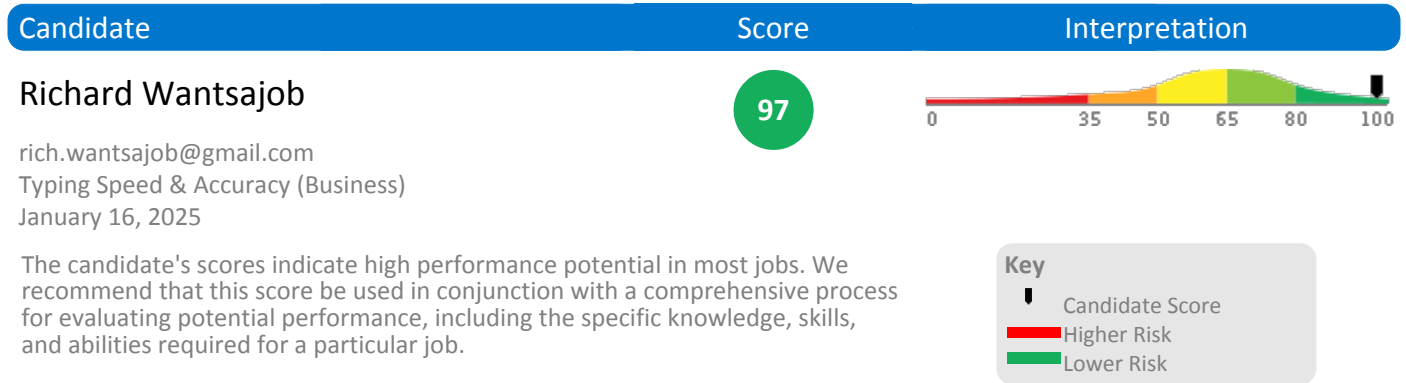 Candidate Score Interpretation
Richard Wantsajob
97
0 35 50 65 80 100
rich.wantsajob@gmail.com
Typing Speed & Accuracy (Business)
January 16, 2025
The candidate's scores indicate high performance potential in most jobs. We
recommend that this score be used in conjunction with a comprehensive process
for evaluating potential performance, including the specific knowledge, skills,
and abilities required for a particular job.
Key
Candidate Score
Higher Risk
Lower Risk